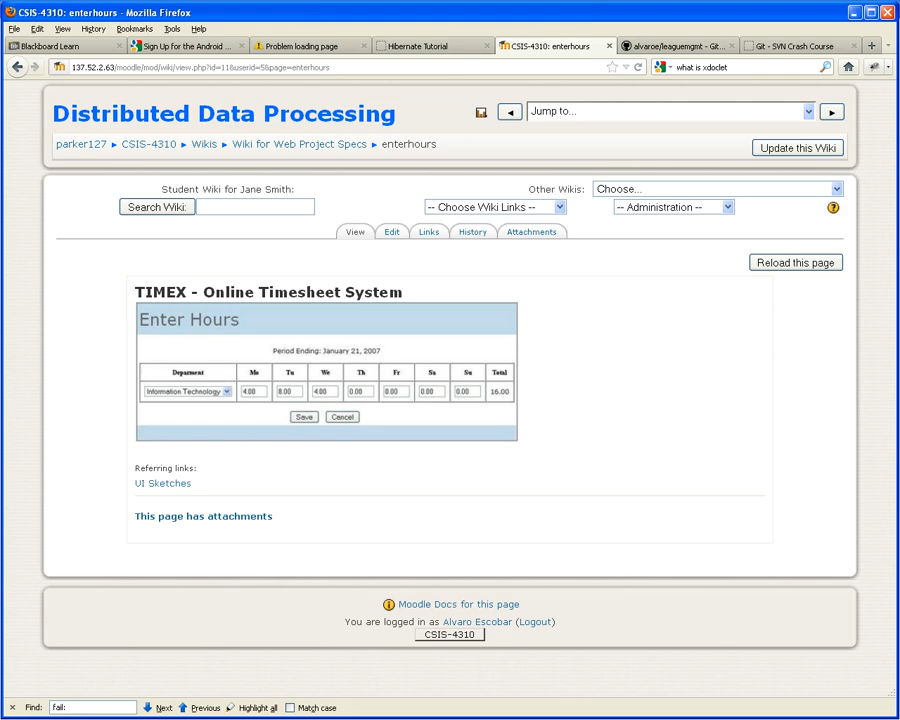 CSIS-4310: enterhours - Mozilla Firefox
File Edit View History Bookmarks Tools Help
Blackboard Learn × Sign Up for the Android ... × Problem loading page × Hibernate Tutorial × CSIS-4310: enterhours × alvaroe/leaguemgmt - Git... × Git - SVN Crash Course × +
137.52.2.63/moodle/mod/wiki/view.php?id=11&userid=5&page=enterhours what is xdoclet
Distributed Data Processing
Jump to...
parker127 ► CSIS-4310 ► Wikis ► Wiki for Web Project Specs ► enterhours
Update this Wiki
Student Wiki for Jane Smith: Other Wikis: Choose...
Search Wiki: -- Choose Wiki Links -- -- Administration -- ?
View Edit Links History Attachments
Reload this page
TIMEX - Online Timesheet System
Enter Hours
Period Ending: January 21, 2007
Deparment Mo Tu We Th Fr Sa Su Total
Information Technology 4.00 8.00 4.00 0.00 0.00 0.00 0.00 16.00
Save Cancel
Referring links:
UI Sketches
This page has attachments
Moodle Docs for this page
You are logged in as Alvaro Escobar (Logout)
CSIS-4310
× Find: fail: Next Previous Highlight all Match case